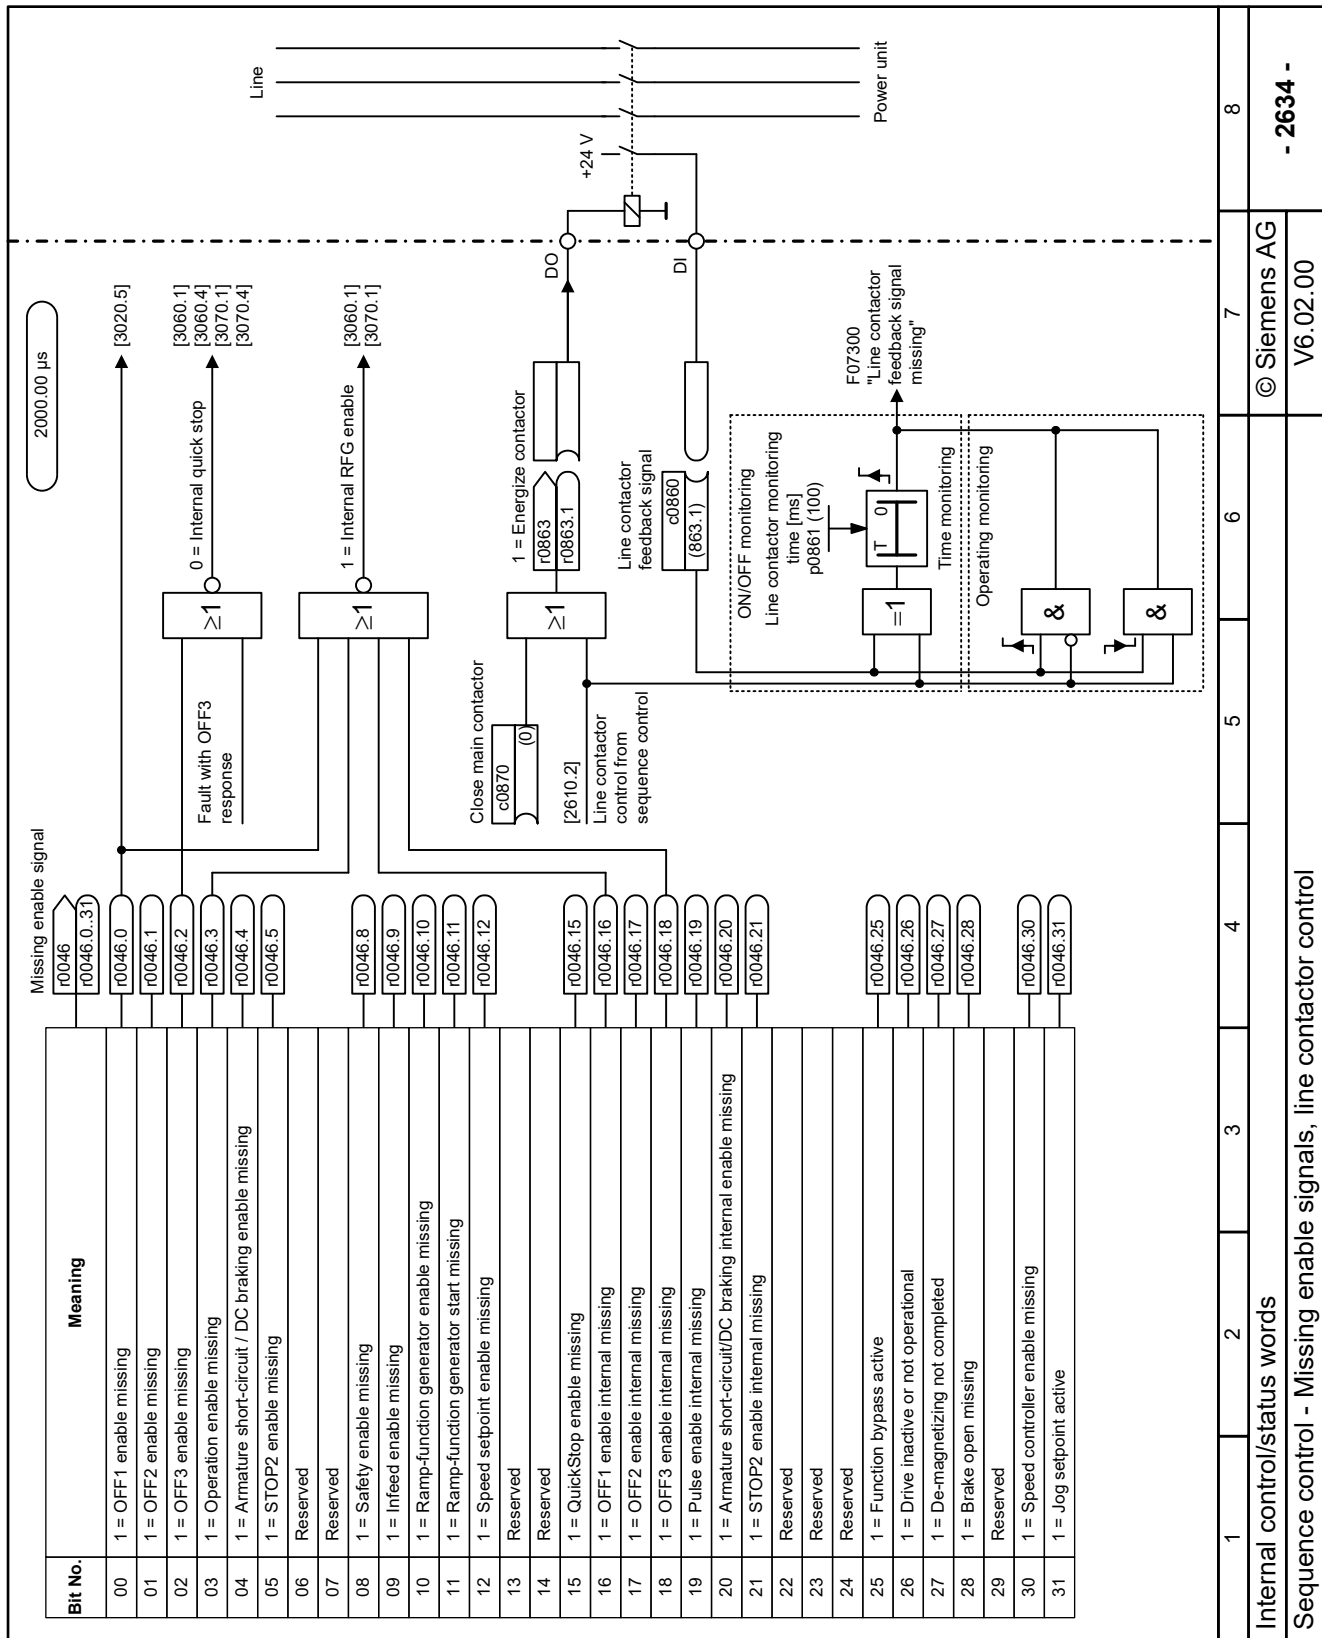 Bit No.
Meaning
00 1 = OFF1 enable missing
01 1 = OFF2 enable missing
02 1 = OFF3 enable missing
03 1 = Operation enable missing
04 1 = Armature short-circuit / DC braking enable missing
05 1 = STOP2 enable missing
06 Reserved
07 Reserved
08 1 = Safety enable missing
09 1 = Infeed enable missing
10 1 = Ramp-function generator enable missing
11 1 = Ramp-function generator start missing
12 1 = Speed setpoint enable missing
13 Reserved
14 Reserved
15 1 = QuickStop enable missing
16 1 = OFF1 enable internal missing
17 1 = OFF2 enable internal missing
18 1 = OFF3 enable internal missing
19 1 = Pulse enable internal missing
20 1 = Armature short-circuit/DC braking internal enable missing
21 1 = STOP2 enable internal missing
22 Reserved
23 Reserved
24 Reserved
25 1 = Function bypass active
26 1 = Drive inactive or not operational
27 1 = De-magnetizing not completed
28 1 = Brake open missing
29 Reserved
30 1 = Speed controller enable missing
31 1 = Jog setpoint active
Missing enable signal
r0046
r0046.0..31
r0046.0
r0046.1
r0046.2
r0046.3
r0046.4
r0046.5
r0046.8
r0046.9
r0046.10
r0046.11
r0046.12
r0046.15
r0046.16
r0046.17
r0046.18
r0046.19
r0046.20
r0046.21
r0046.25
r0046.26
r0046.27
r0046.28
r0046.30
r0046.31
2000.00 µs
[3020.5]
Fault with OFF3
response
≥1
0 = Internal quick stop
[3060.1]
[3060.4]
[3070.1]
[3070.4]
≥1
1 = Internal RFG enable
[3060.1]
[3070.1]
Close main contactor
c0870
(0)
[2610.2]
Line contactor
control from
sequence control
≥1
1 = Energize contactor
r0863
r0863.1
DO
Line contactor
feedback signal
c0860
(863.1)
DI
Line
+24 V
Power unit
ON/OFF monitoring
Line contactor monitoring
time [ms]
p0861 (100)
=1
T 0
Time monitoring
F07300
"Line contactor
feedback signal
missing"
Operating monitoring
&
&
1 2 3 4 5 6 7 8
Internal control/status words
© Siemens AG
- 2634 -
Sequence control - Missing enable signals, line contactor control
V6.02.00